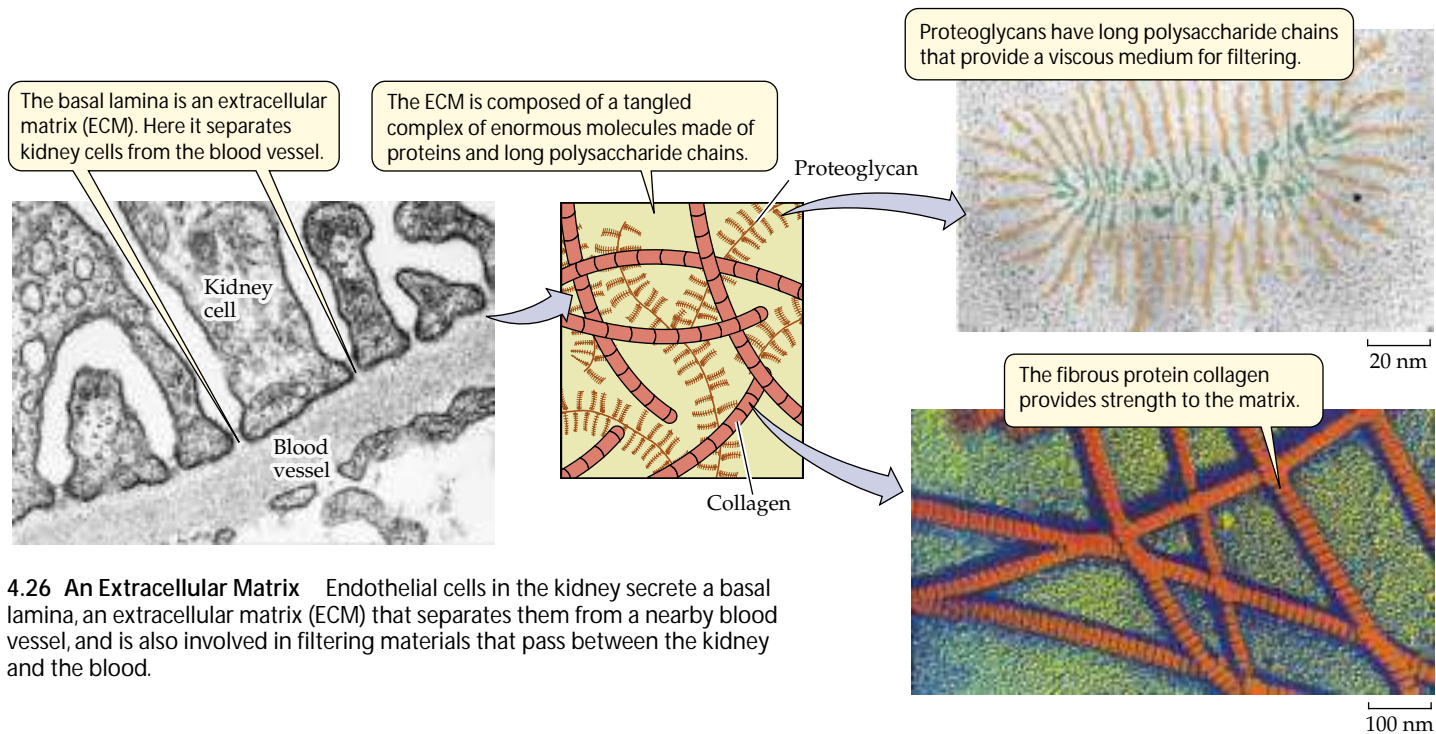 Proteoglycans have long polysaccharide chains
that provide a viscous medium for filtering.
The basal lamina is an extracellular
matrix (ECM). Here it separates
kidney cells from the blood vessel.
The ECM is composed of a tangled
complex of enormous molecules made of
proteins and long polysaccharide chains.
Proteoglycan
Kidney
cell
Blood
vessel
Collagen
20 nm
The fibrous protein collagen
provides strength to the matrix.
100 nm
4.26 An Extracellular Matrix Endothelial cells in the kidney secrete a basal
lamina, an extracellular matrix (ECM) that separates them from a nearby blood
vessel, and is also involved in filtering materials that pass between the kidney
and the blood.